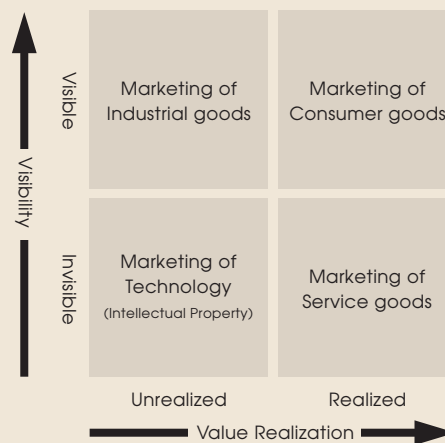 Visibility
Visible
Marketing of
Industrial goods
Marketing of
Consumer goods
Invisible
Marketing of
Technology
(Intellectual Property)
Marketing of
Service goods
Unrealized
Realized
Value Realization